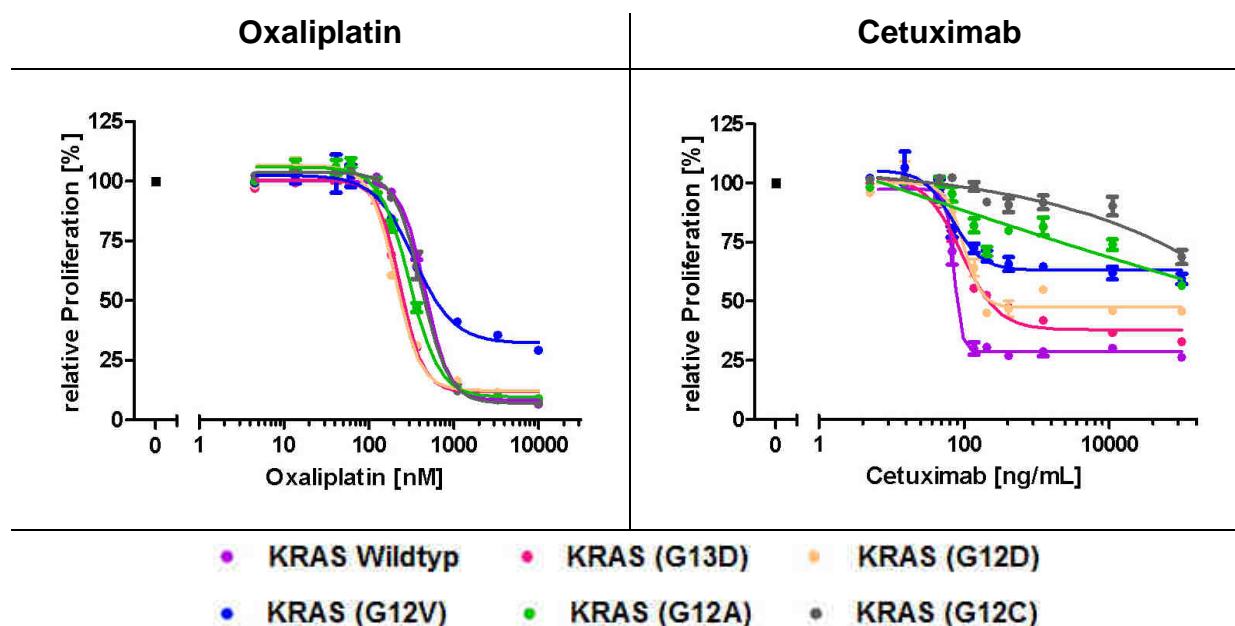 Oxaliplatin
Cetuximab
relative Proliferation [%]
125
100
75
50
25
0
0
1
10
100
1000
10000
Oxaliplatin [nM]
relative Proliferation [%]
125
100
75
50
25
0
0
1
100
10000
Cetuximab [ng/mL]
KRAS Wildtyp
KRAS (G13D)
KRAS (G12D)
KRAS (G12V)
KRAS (G12A)
KRAS (G12C)